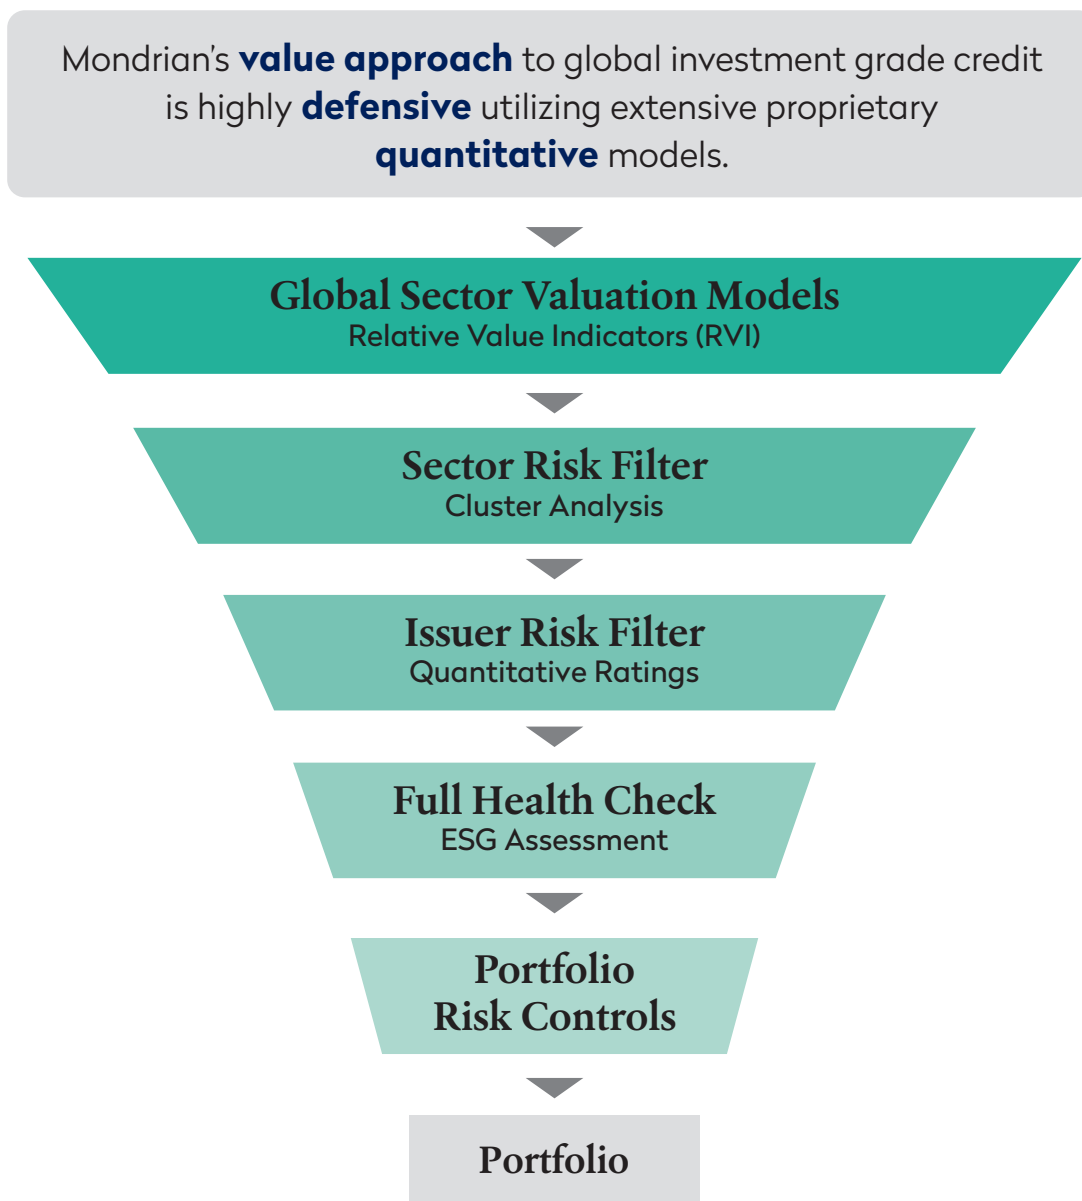 Mondrian’s value approach to global investment grade credit
is highly defensive utilizing extensive proprietary
quantitative models.
Global Sector Valuation Models
Relative Value Indicators (RVI)
Sector Risk Filter
Cluster Analysis
Issuer Risk Filter
Quantitative Ratings
Full Health Check
ESG Assessment
Portfolio
Risk Controls
Portfolio